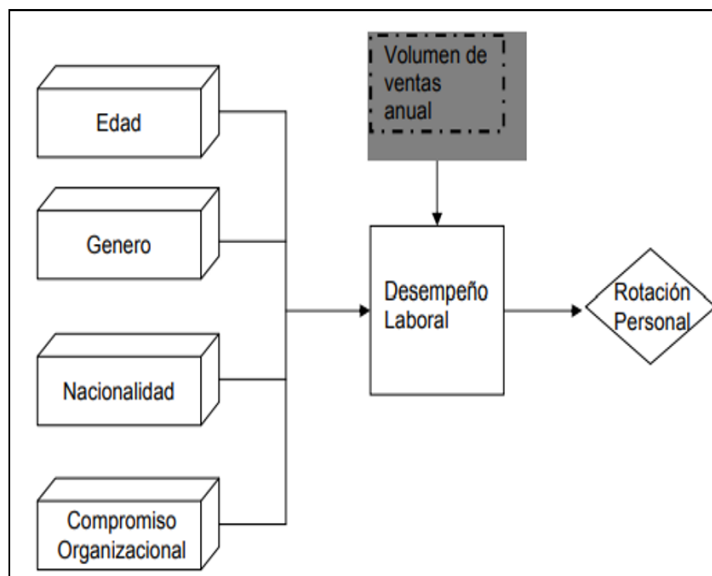 Volumen de
ventas
anual
Edad
Genero
Desempeño
Laboral
Rotación
Personal
Nacionalidad
Compromiso
Organizacional